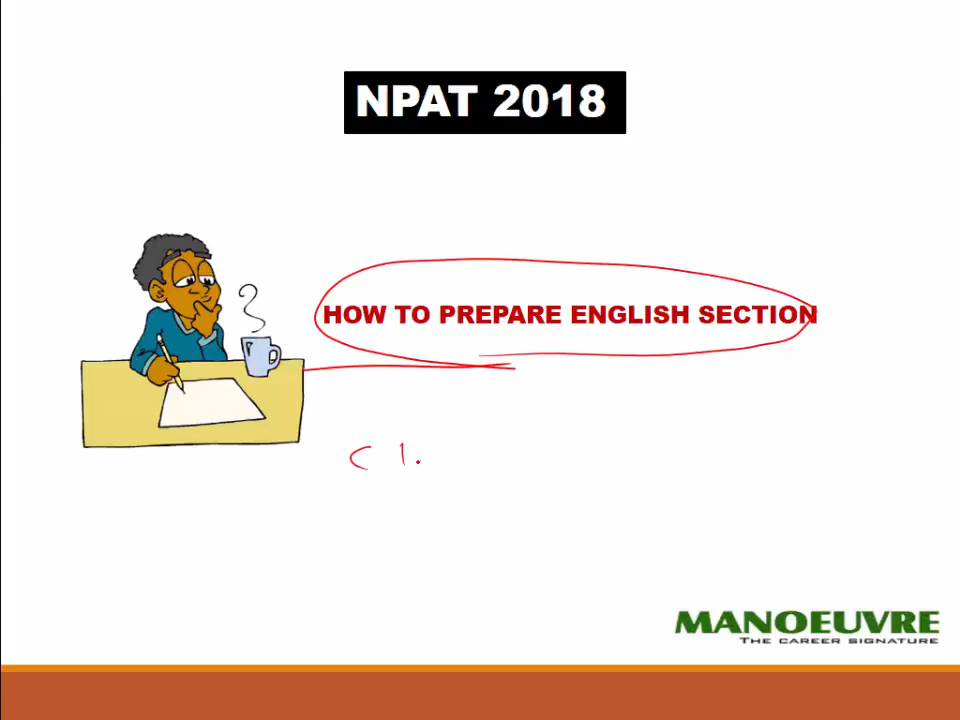 NPAT 2018
HOW TO PREPARE ENGLISH SECTION
MANOEUVRE
THE CAREER SIGNATURE